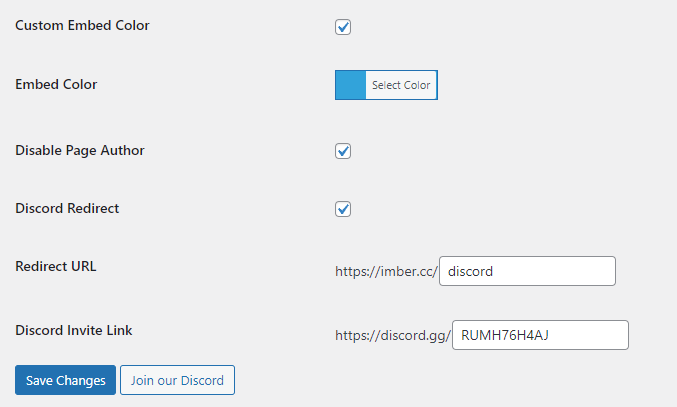 Custom Embed Color
Embed Color Select Color
Disable Page Author
Discord Redirect
Redirect URL https://imber.cc/ discord
Discord Invite Link https://discord.gg/ RUMH76H4AJ
Save Changes Join our Discord